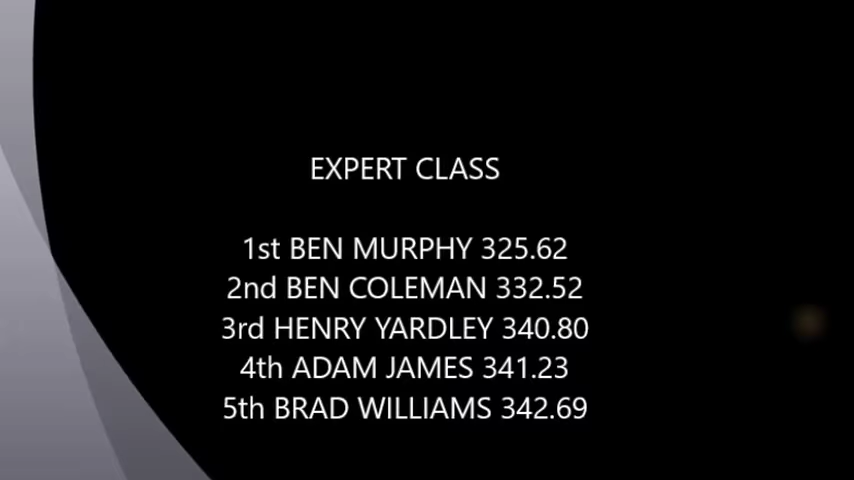 EXPERT CLASS
1st BEN MURPHY 325.62
2nd BEN COLEMAN 332.52
3rd HENRY YARDLEY 340.80
4th ADAM JAMES 341.23
5th BRAD WILLIAMS 342.69